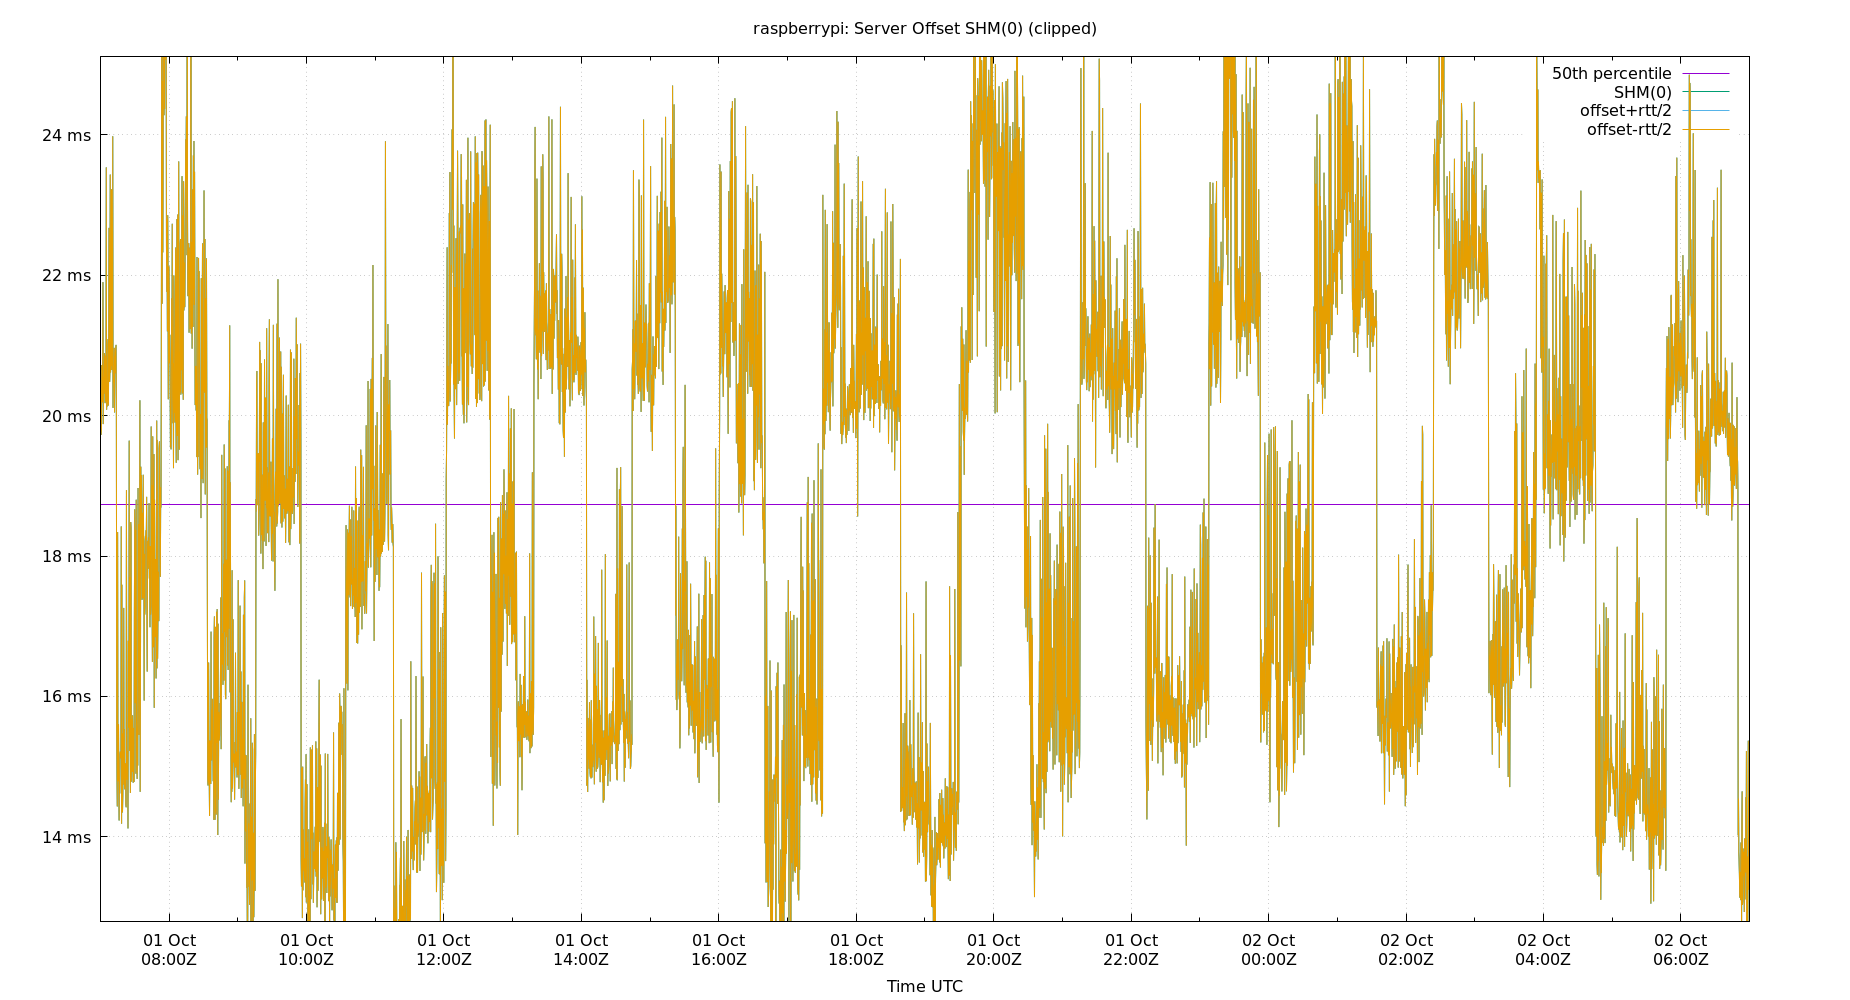 raspberrypi: Server Offset SHM(0) (clipped)
50th percentile
SHM(0)
offset+rtt/2
offset-rtt/2
24 ms
22 ms
20 ms
18 ms
16 ms
14 ms
01 Oct 01 Oct 01 Oct 01 Oct 01 Oct 01 Oct 01 Oct 01 Oct 02 Oct 02 Oct 02 Oct 02 Oct
08:00Z 10:00Z 12:00Z 14:00Z 16:00Z 18:00Z 20:00Z 22:00Z 00:00Z 02:00Z 04:00Z 06:00Z
Time UTC